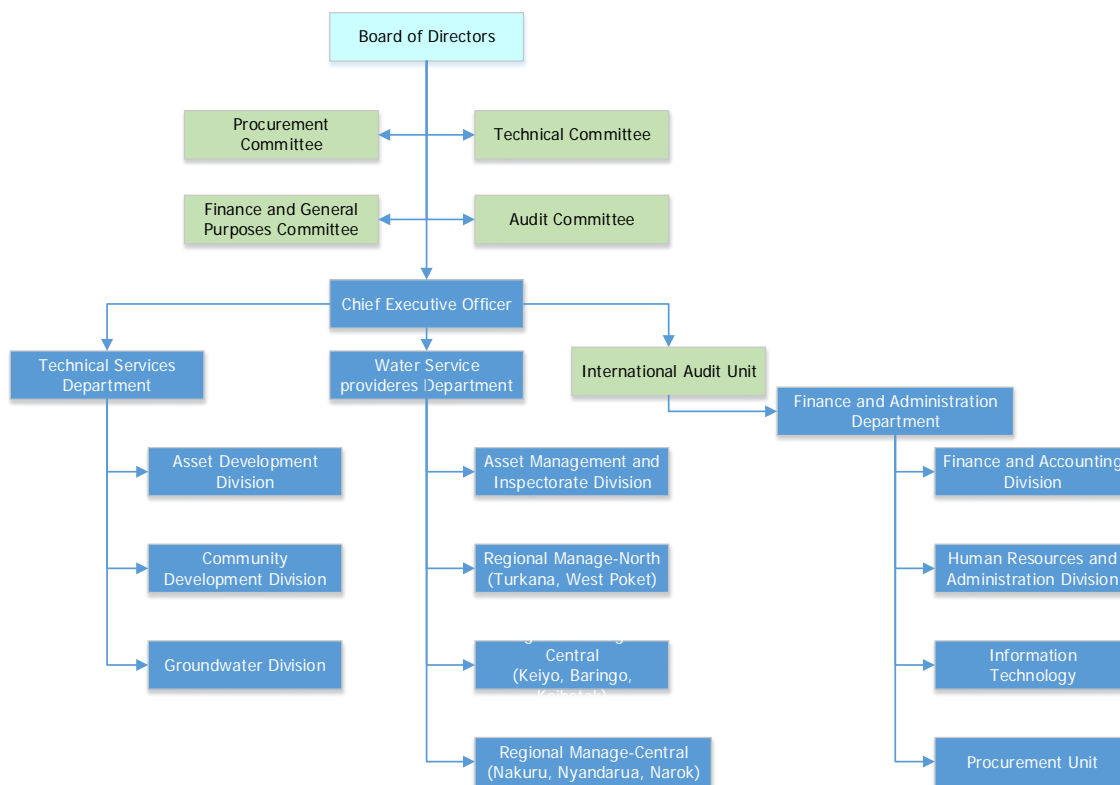 Board of Directors
Procurement
Committee
Technical Committee
Finance and General
Purposes Committee
Audit Committee
Chief Executive Officer
Technical Services
Department
Water Service
provideres Department
International Audit Unit
Finance and Administration
Department
Asset Development
Division
Asset Management and
Inspectorate Division
Finance and Accounting
Division
Community
Development Division
Regional Manage-North
(Turkana, West Poket)
Human Resources and
Administration Division
Groundwater Division
Central
(Keiyo, Baringo,
Information
Technology
Regional Manage-Central
(Nakuru, Nyandarua, Narok)
Procurement Unit